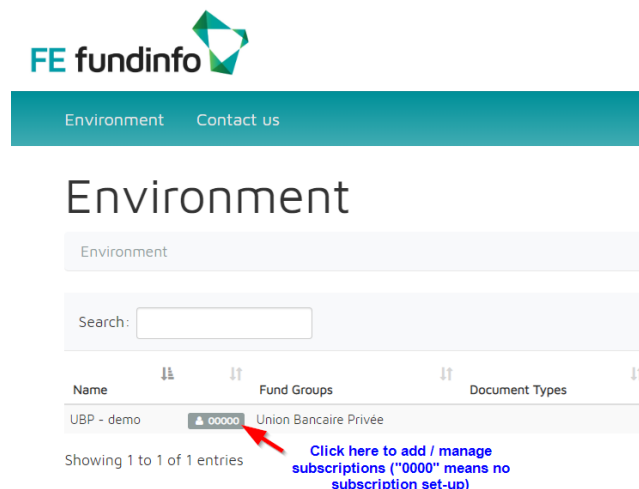 FE fundinfo
Environment Contact us
Environment
Environment
Search:
Name Fund Groups Document Types
UBP - demo 00000 Union Bancaire Privée
Click here to add / manage
subscriptions ("0000" means no
subscription set-up)
Showing 1 to 1 of 1 entries